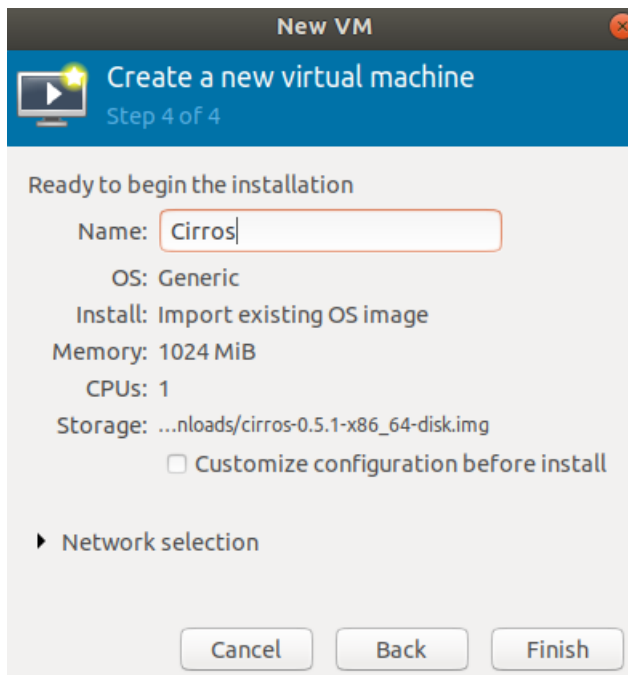 New VM
Create a new virtual machine
Step 4 of 4
Ready to begin the installation
Name: Cirros
OS: Generic
Install: Import existing OS image
Memory: 1024 MiB
CPUs: 1
Storage: ...nloads/cirros-0.5.1-x86_64-disk.img
Customize configuration before install
Network selection
Cancel Back Finish